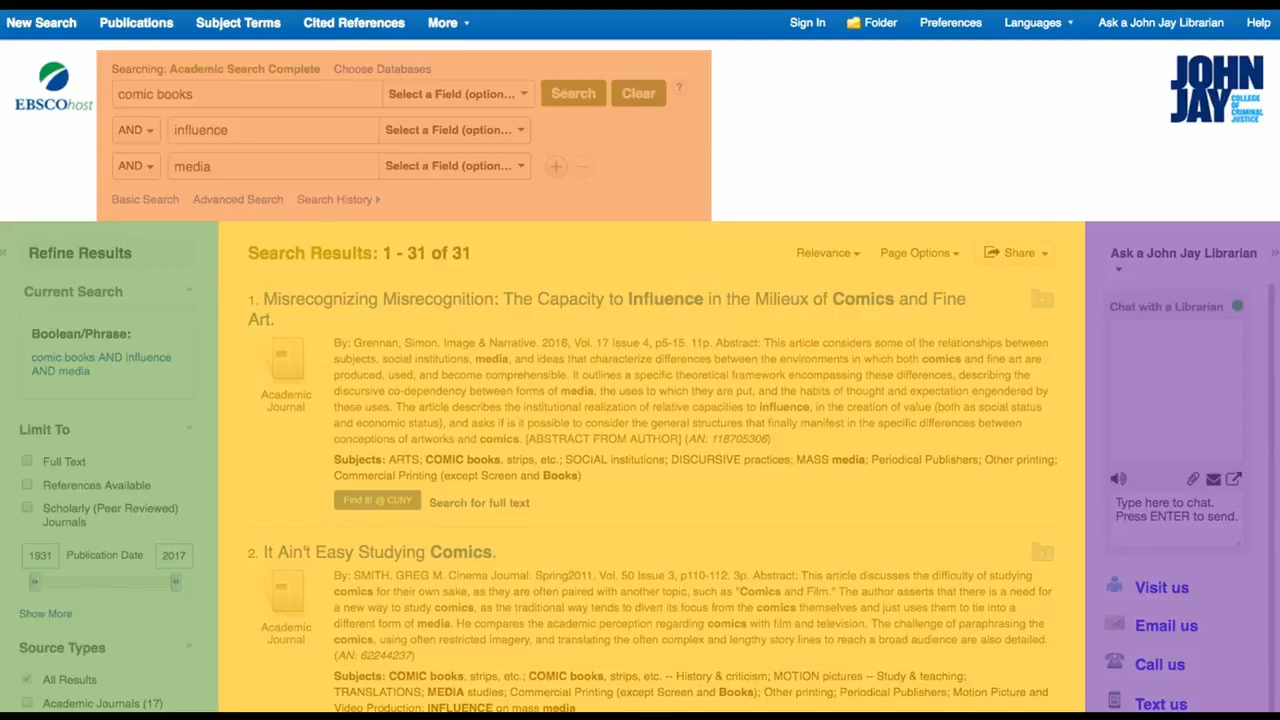 New Search Publications Subject Terms Cited References More Sign In Folder Preferences Languages Ask a John Jay Librarian Help
EBSCOhost
Searching: Academic Search Complete Choose Databases
comic books Select a Field (option... Search Clear ?
AND influence Select a Field (option...
AND media Select a Field (option...
Basic Search Advanced Search Search History
JOHN
JAY
COLLEGE
OF
CRIMINAL
JUSTICE
Refine Results
Current Search
Boolean/Phrase:
comic books AND influence
AND media
Limit To
Full Text
References Available
Scholarly (Peer Reviewed)
Journals
1931 Publication Date 2017
Show More
Source Types
All Results
Academic Journals (17)
Search Results: 1 - 31 of 31 Relevance Page Options Share
1. Misrecognizing Misrecognition: The Capacity to Influence in the Milieux of Comics and Fine
Art.
Academic
Journal
By: Grennan, Simon. Image & Narrative. 2016, Vol. 17 Issue 4, p5-15. 11p. Abstract: This article considers some of the relationships between
subjects, social institutions, media, and ideas that characterize differences between the environments in which both comics and fine art are
produced, used, and become comprehensible. It outlines a specific theoretical framework encompassing these differences, describing the
discursive co-dependency between forms of media, the uses to which they are put, and the habits of thought and expectation engendered by
these uses. The article describes the institutional realization of relative capacities to influence, in the creation of value (both as social status
and economic status), and asks if is it possible to consider the general structures that finally manifest in the specific differences between
conceptions of artworks and comics. [ABSTRACT FROM AUTHOR] (AN: 118705306)
Subjects: ARTS; COMIC books, strips, etc.; SOCIAL institutions; DISCURSIVE practices; MASS media; Periodical Publishers; Other printing;
Commercial Printing (except Screen and Books)
Find it! @ CUNY Search for full text
2. It Ain't Easy Studying Comics.
Academic
Journal
By: SMITH, GREG M. Cinema Journal. Spring2011, Vol. 50 Issue 3, p110-112. 3p. Abstract: This article discusses the difficulty of studying
comics for their own sake, as they are often paired with another topic, such as "Comics and Film." The author asserts that there is a need for
a new way to study comics, as the traditional way tends to divert its focus from the comics themselves and just uses them to tie into a
different form of media. He compares the academic perception regarding comics with film and television. The challenge of paraphrasing the
comics, using often restricted imagery, and translating the often complex and lengthy story lines to reach a broad audience are also detailed.
(AN: 62244237)
Subjects: COMIC books, strips, etc.; COMIC books, strips, etc. -- History & criticism; MOTION pictures -- Study & teaching;
TRANSLATIONS; MEDIA studies; Commercial Printing (except Screen and Books); Other printing; Periodical Publishers; Motion Picture and
Video Production; INFLUENCE on mass media
Ask a John Jay Librarian
Chat with a Librarian
Type here to chat.
Press ENTER to send.
Visit us
Email us
Call us
Text us